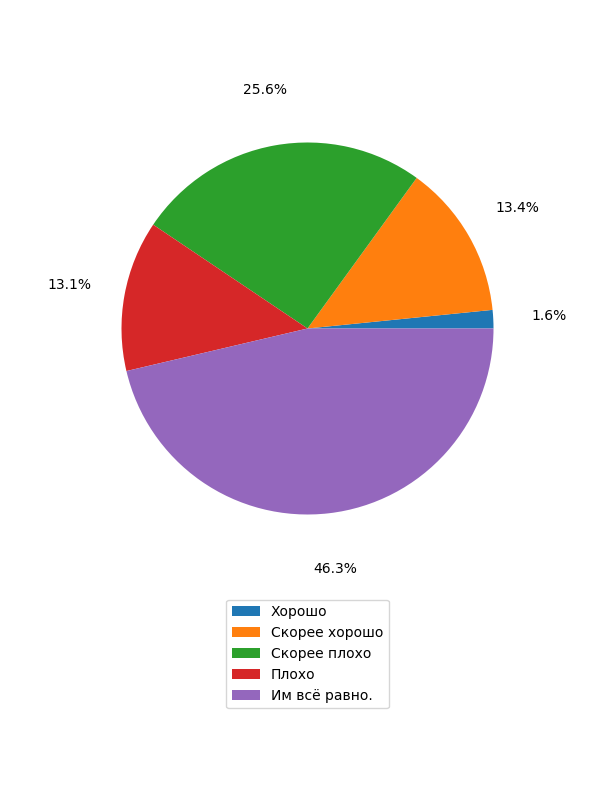 25.6%
13.4%
13.1%
1.6%
46.3%
Хорошо
Скорее хорошо
Скорее плохо
Плохо
Им всё равно.